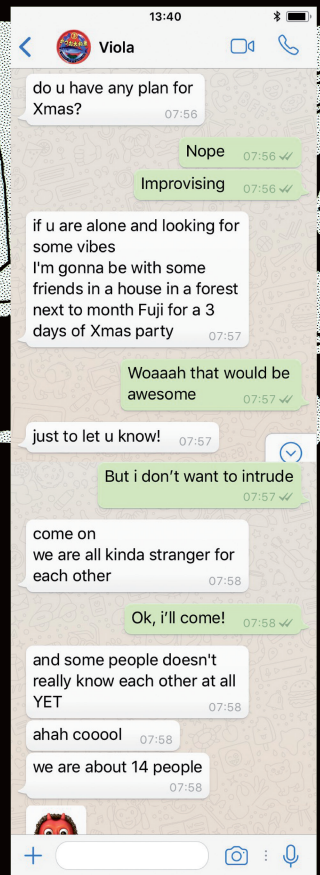 13:40
Viola
do u have any plan for
Xmas?
07:56
Nope 07:56
Improvising 07:56
if u are alone and looking for
some vibes
I'm gonna be with some
friends in a house in a forest
next to month Fuji for a 3
days of Xmas party 07:57
Woaaah that would be
awesome 07:57
just to let u know! 07:57
But i don't want to intrude
07:57
come on
we are all kinda stranger for
each other 07:58
Ok, i'll come! 07:58
and some people doesn't
really know each other at all
YET 07:58
ahah cooool 07:58
we are about 14 people
07:58